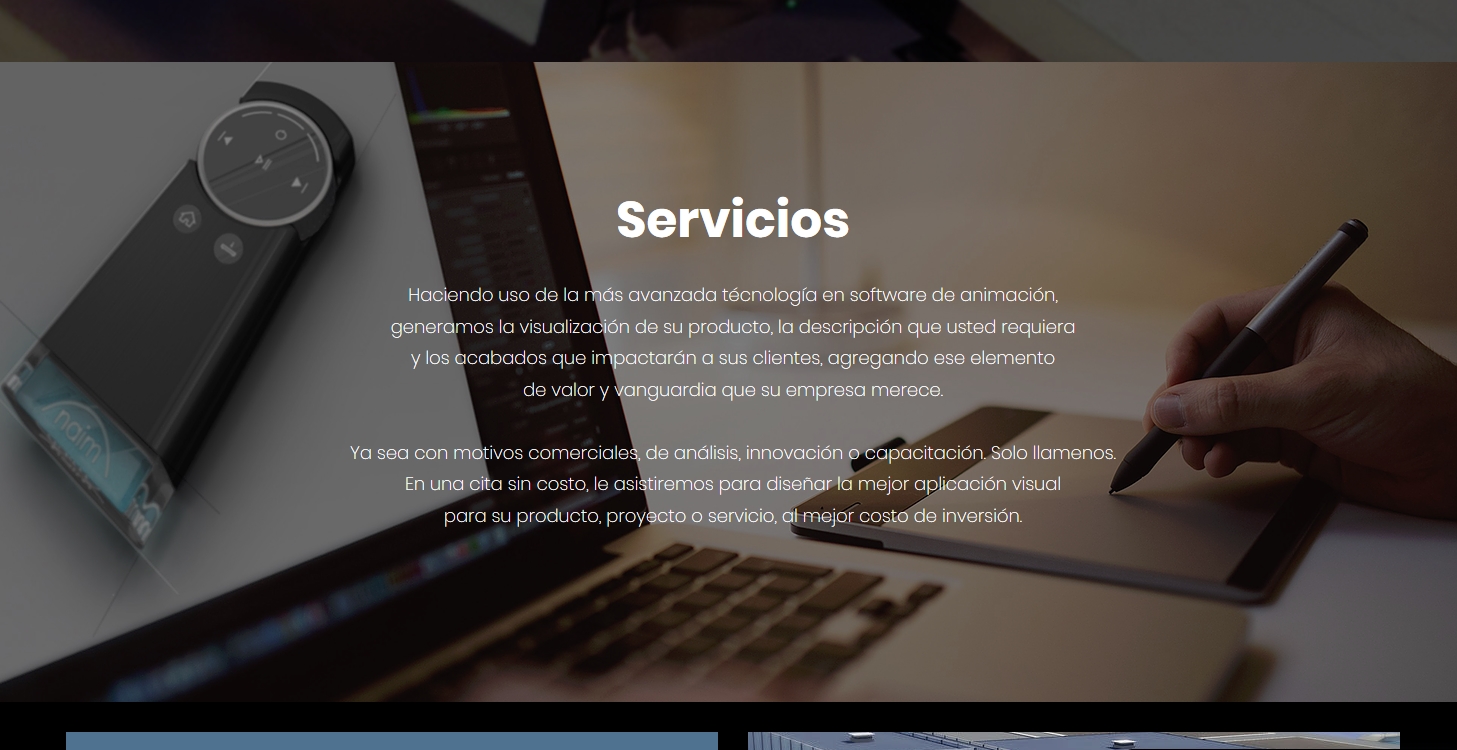 Servicios
Haciendo uso de la más avanzada técnología en software de animación,
generamos la visualización de su producto, la descripción que usted requiera
y los acabados que impactarán a sus clientes, agregando ese elemento
de valor y vanguardia que su empresa merece.
Ya sea con motivos comerciales, de análisis, innovación o capacitación. Solo llamenos.
En una cita sin costo, le asistiremos para diseñar la mejor aplicación visual
para su producto, proyecto o servicio, al mejor costo de inversión.
naim